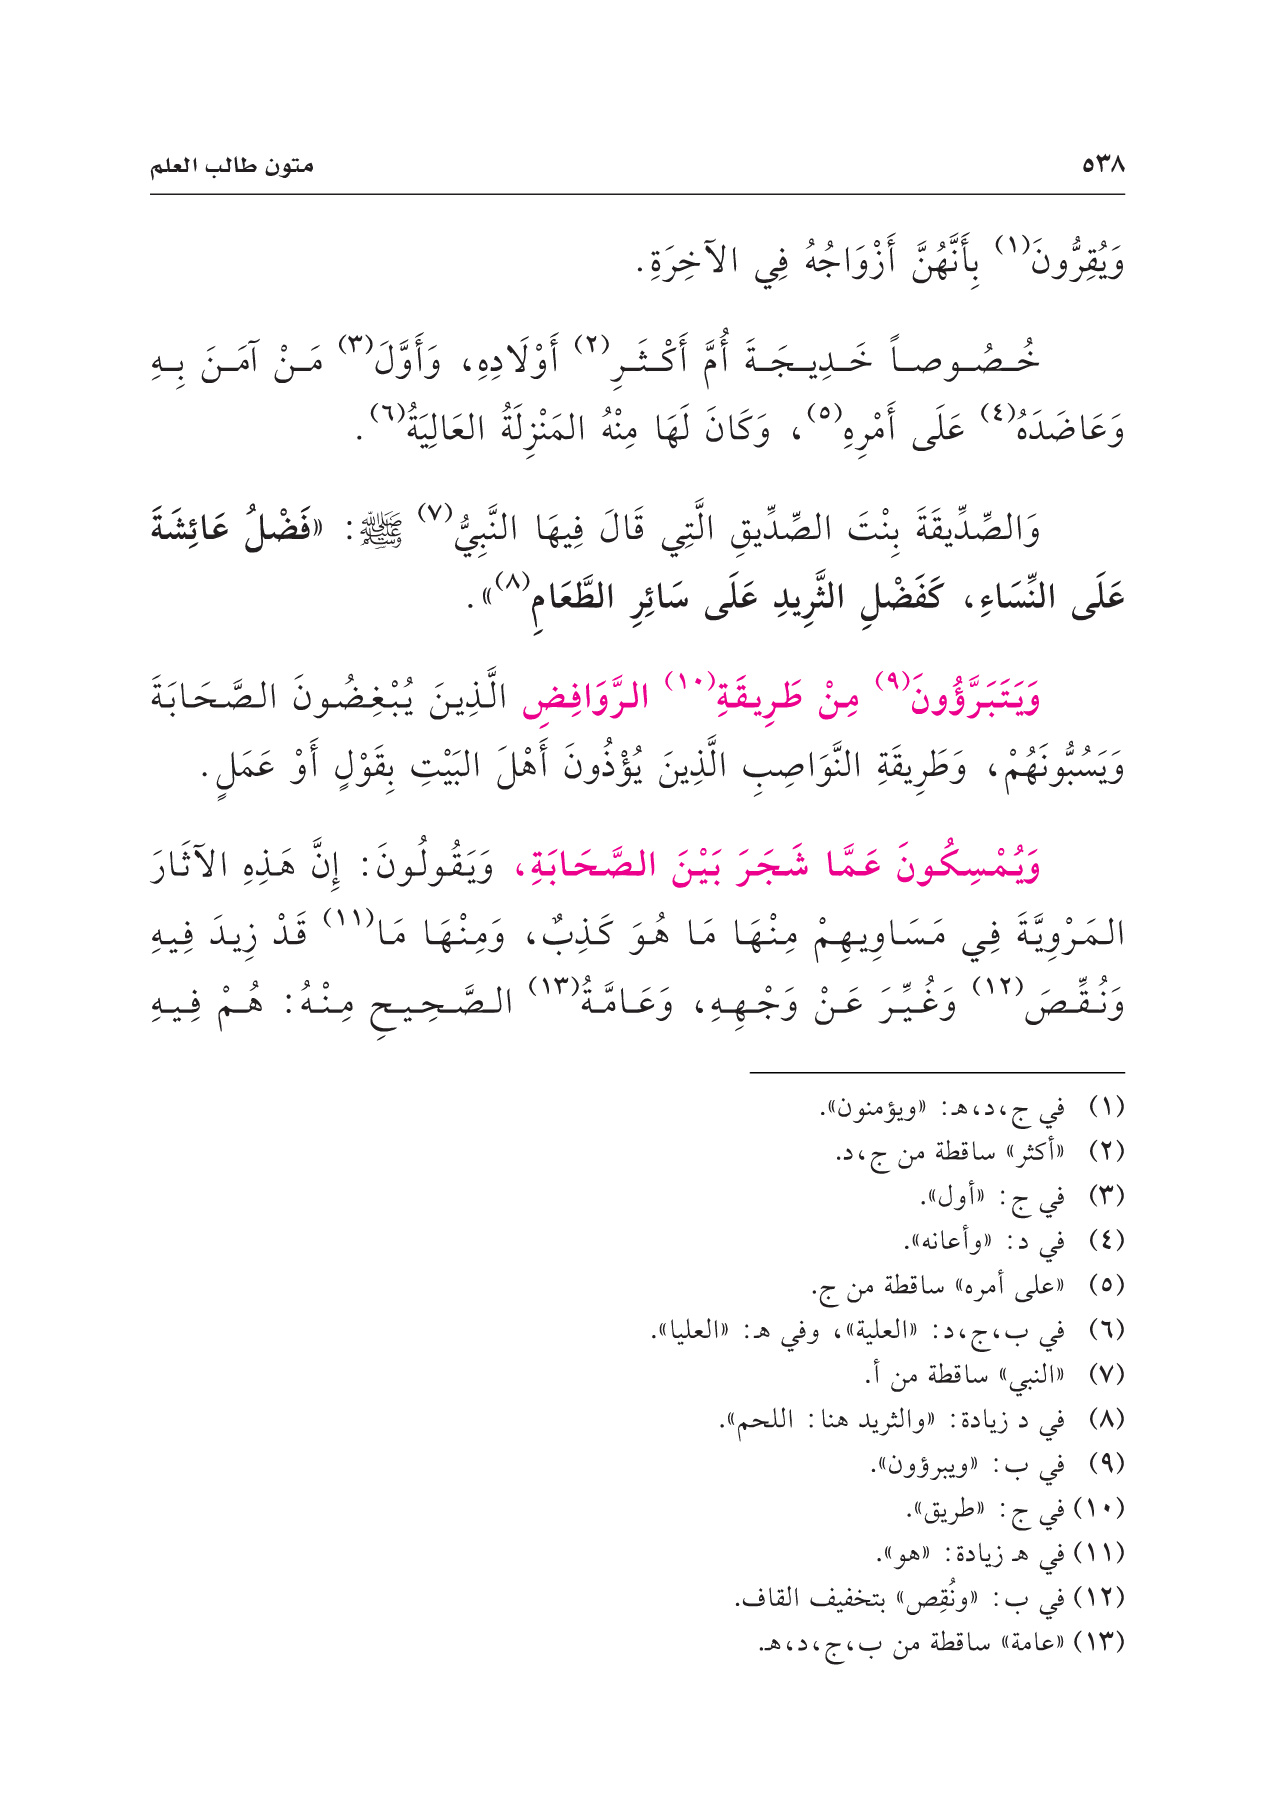 ٥٣٨
متون طالب العلم
وَيُقِرُّونَ(١) بِأَنَّهُنَّ أَزْوَاجُهُ فِي الآخِرَةِ.
خُصُوصاً خَدِيجَةَ أُمَّ أَكْثَرِ(٢) أَوْلَادِهِ، وَأَوَّلَ(٣) مَنْ آمَنَ بِهِ
وَعَاضَدَهُ(٤) عَلَى أَمْرِهِ(٥)، وَكَانَ لَهَا مِنْهُ المَنْزِلَةُ العَالِيَةُ(٦).
وَالصِّدِّيقَةَ بِنْتَ الصِّدِّيقِ الَّتِي قَالَ فِيهَا النَّبِيُّ(٧) ﷺ: «فَضْلُ عَائِشَةَ
عَلَى النِّسَاءِ، كَفَضْلِ الثَّرِيدِ عَلَى سَائِرِ الطَّعَامِ(٨)».
وَيَتَبَرَّؤُونَ(٩) مِنْ طَرِيقَةِ(١٠) الرَّوَافِضِ الَّذِينَ يُبْغِضُونَ الصَّحَابَةَ
وَيَسُبُّونَهُمْ، وَطَرِيقَةِ النَّوَاصِبِ الَّذِينَ يُؤْذُونَ أَهْلَ البَيْتِ بِقَوْلٍ أَوْ عَمَلٍ.
وَيُمْسِكُونَ عَمَّا شَجَرَ بَيْنَ الصَّحَابَةِ، وَيَقُولُونَ: إِنَّ هَذِهِ الآثَارَ
المَرْوِيَّةَ فِي مَسَاوِيهِمْ مِنْهَا مَا هُوَ كَذِبٌ، وَمِنْهَا مَا(١١) قَدْ زِيدَ فِيهِ
وَنُقِّصَ(١٢) وَغُيِّرَ عَنْ وَجْهِهِ، وَعَامَّةُ(١٣) الصَّحِيحِ مِنْهُ: هُمْ فِيهِ
(١) في ج،د،هـ: «ويؤمنون».
(٢) «أكثر» ساقطة من ج،د.
(٣) في ج: «أول».
(٤) في د: «وأعانه».
(٥) «على أمره» ساقطة من ج.
(٦) في ب،ج،د: «العلية»، وفي هـ: «العليا».
(٧) «النبي» ساقطة من أ.
(٨) في د زيادة: «والثريد هنا: اللحم».
(٩) في ب: «ويبرؤون».
(١٠) في ج: «طريق».
(١١) في هـ زيادة: «هو».
(١٢) في ب: «ونُقِص» بتخفيف القاف.
(١٣) «عامة» ساقطة من ب،ج،د،هـ.